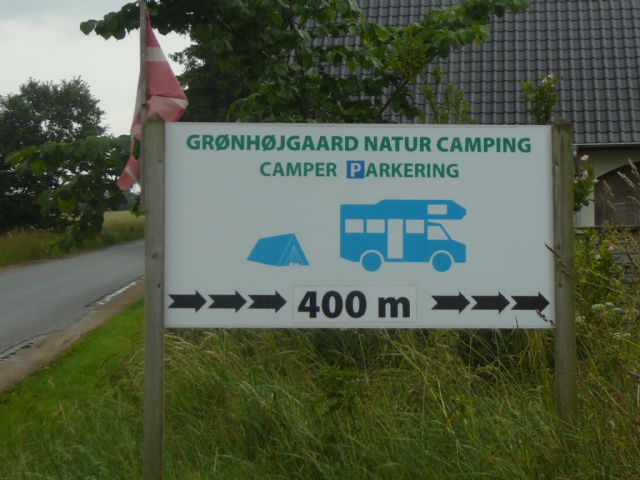 GRØNHØJGAARD NATUR CAMPING
CAMPER PARKERING
400 m